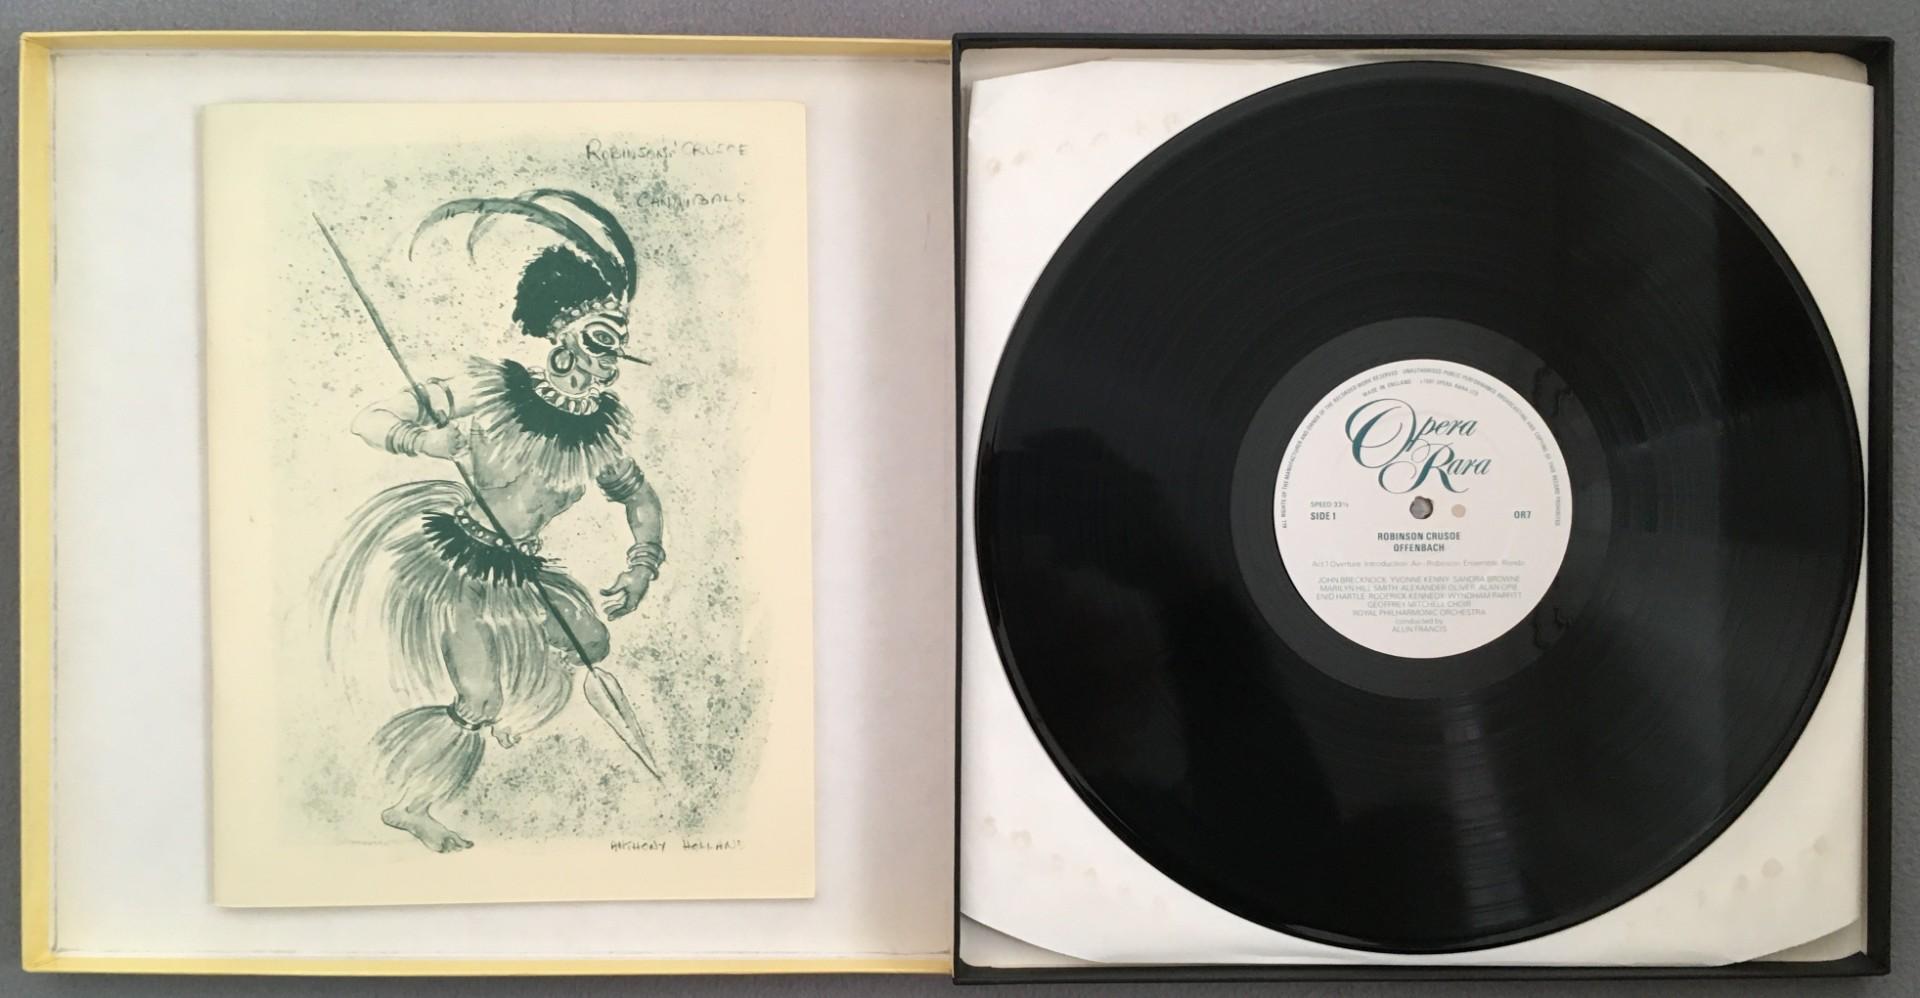 ROBINSON CRUSOE
CANNIBALS
ANTHONY HOLLAND
ALL RIGHTS OF THE MANUFACTURER AND OWNER OF THE RECORDED WORK RESERVED · UNAUTHORISED PUBLIC PERFORMANCE BROADCASTING AND COPYING OF THIS RECORD PROHIBITED
MADE IN ENGLAND 1981 OPERA RARA LTD
Opera
Rara
SPEED 33⅓
SIDE 1
OR7
ROBINSON CRUSOE
OFFENBACH
Act 1 Overture Introduction Air-Robinson Ensemble Rondo
JOHN BRECKNOCK YVONNE KENNY SANDRA BROWNE
MARILYN HILL SMITH ALEXANDER OLIVER ALAN OPIE
ENID HARTLE RODERICK KENNEDY WYNDHAM PARFITT
GEOFFREY MITCHELL CHOIR
ROYAL PHILHARMONIC ORCHESTRA
conducted by
ALUN FRANCIS